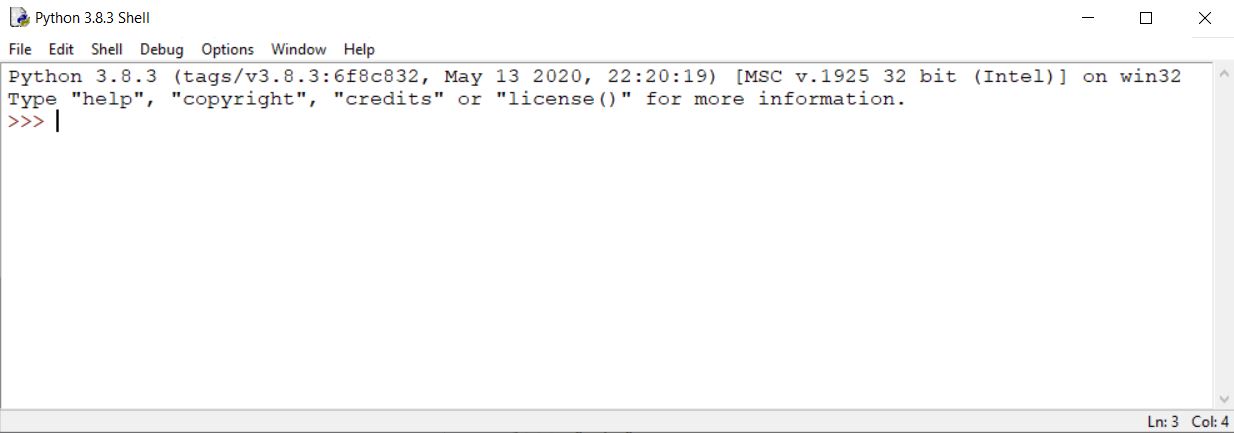 Python 3.8.3 Shell
File Edit Shell Debug Options Window Help
Python 3.8.3 (tags/v3.8.3:6f8c832, May 13 2020, 22:20:19) [MSC v.1925 32 bit (Intel)] on win32
Type "help", "copyright", "credits" or "license()" for more information.
>>>
Ln: 3 Col: 4